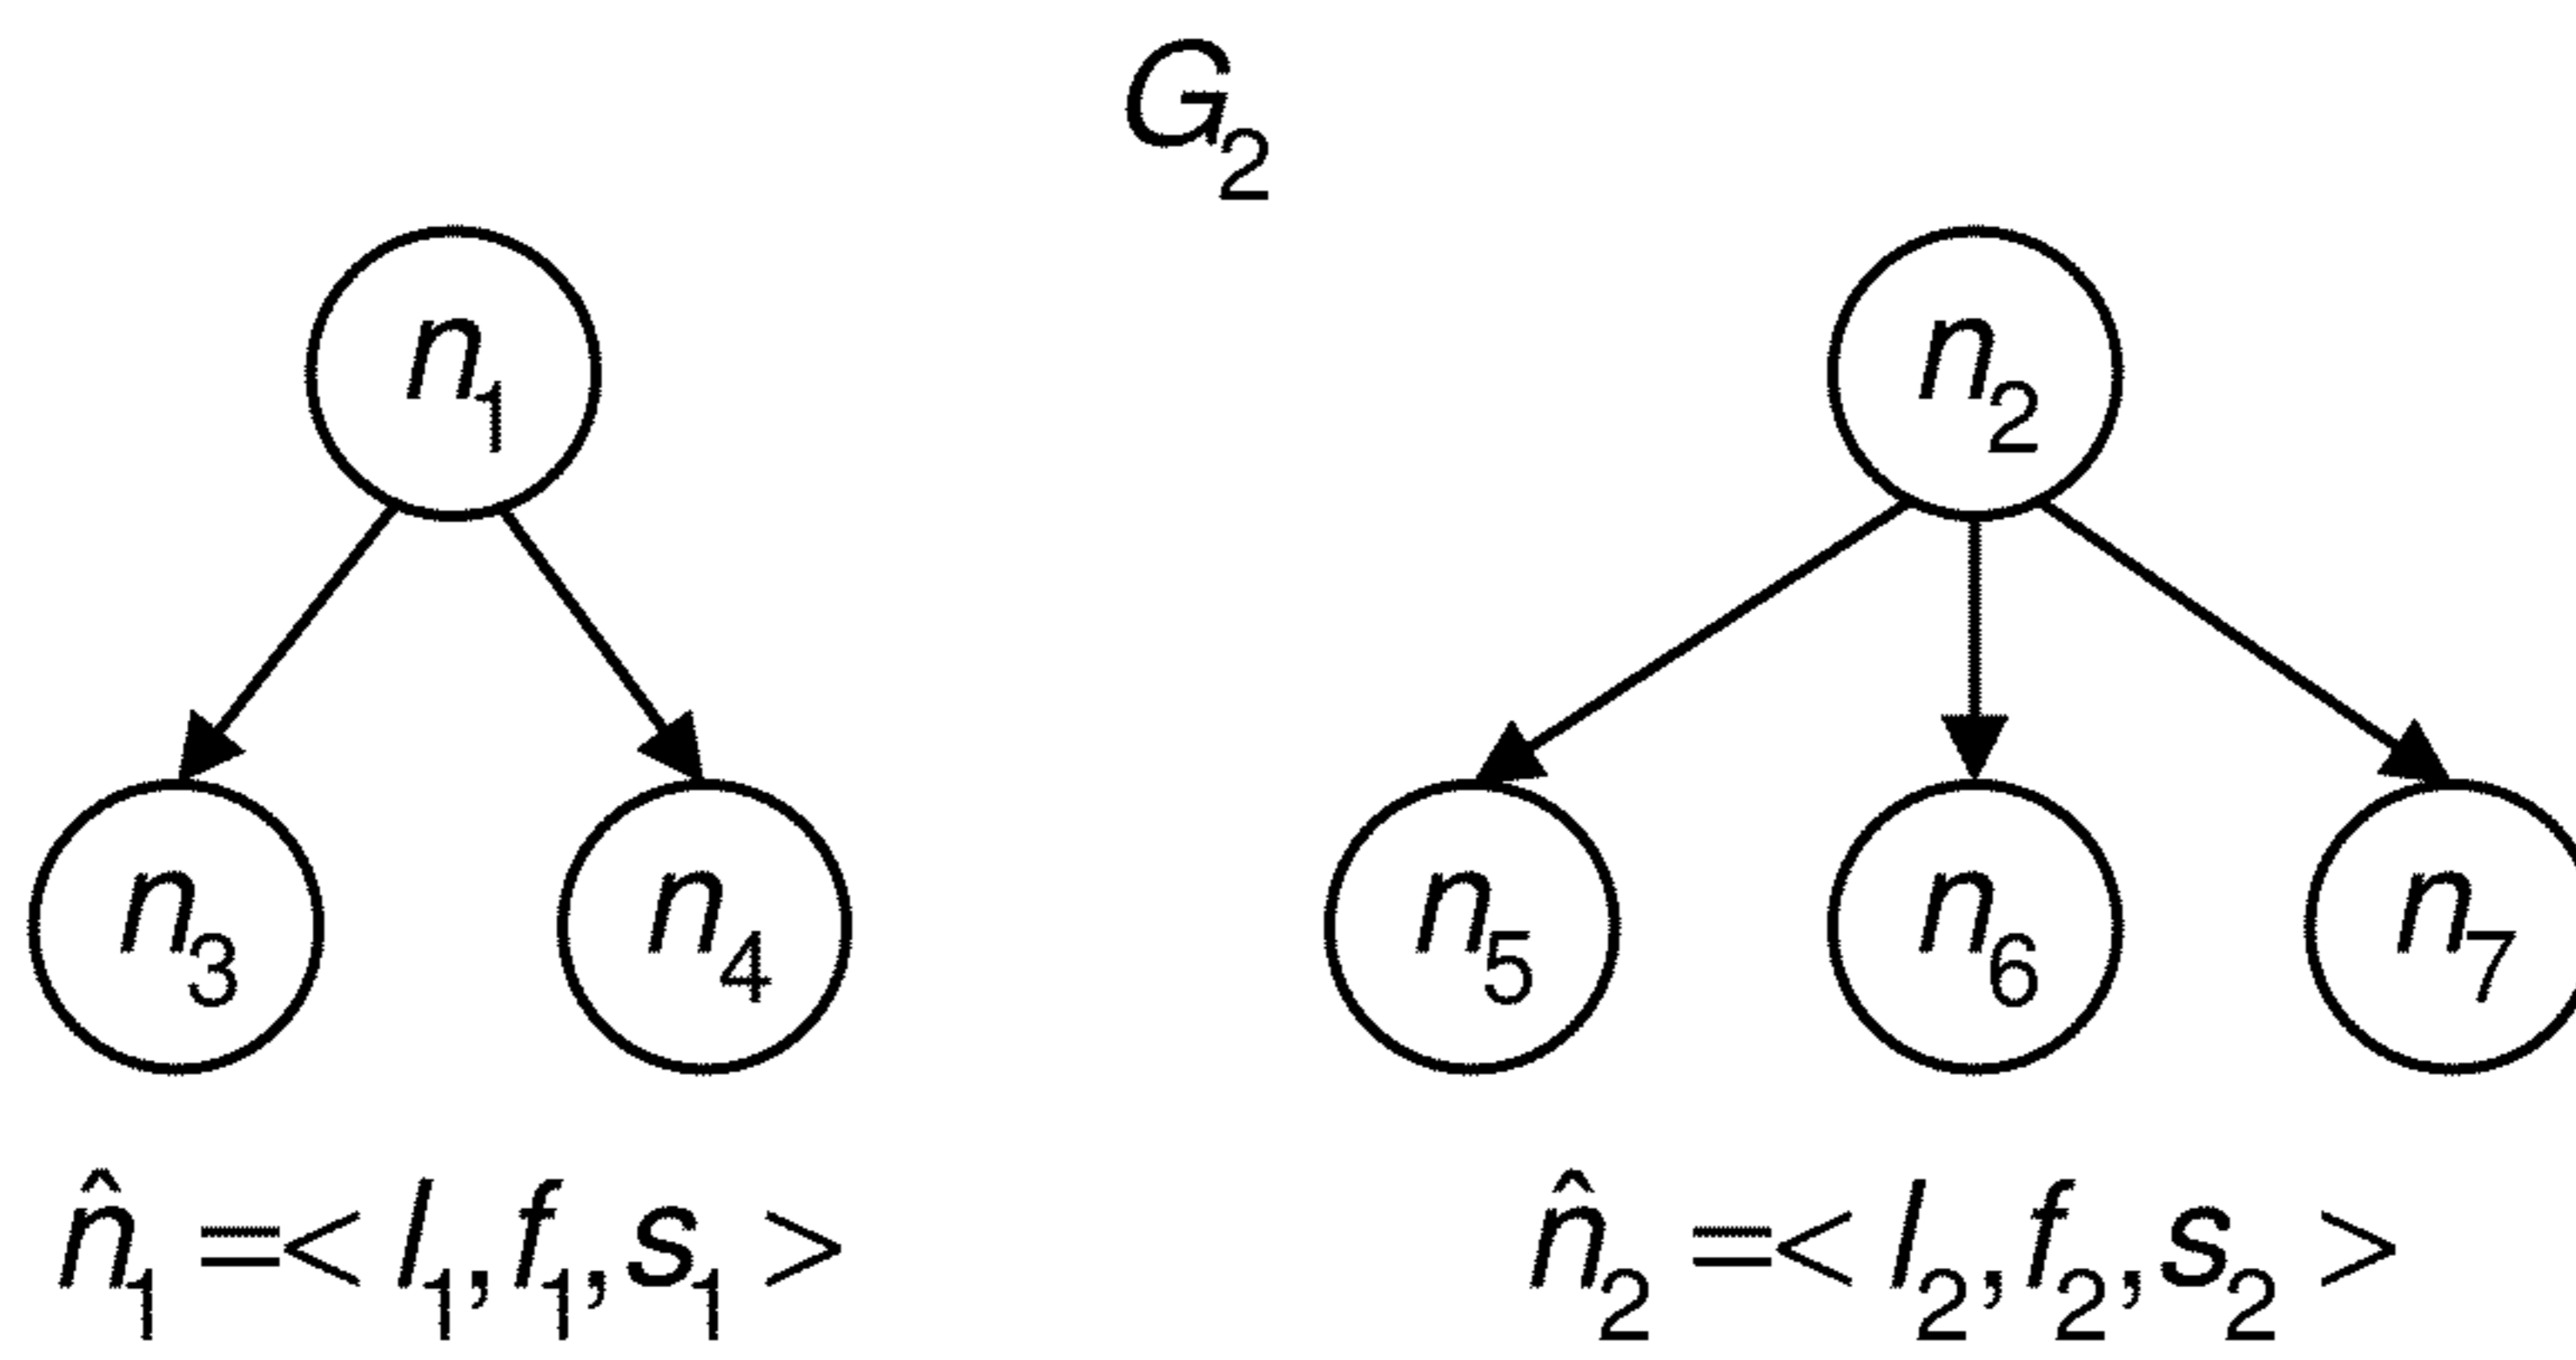 G₂
n₁ n₂
n₃ n₄ n₅ n₆ n₇
n̂₁ =< l₁, f₁, s₁ > n̂₂ =< l₂, f₂, s₂ >